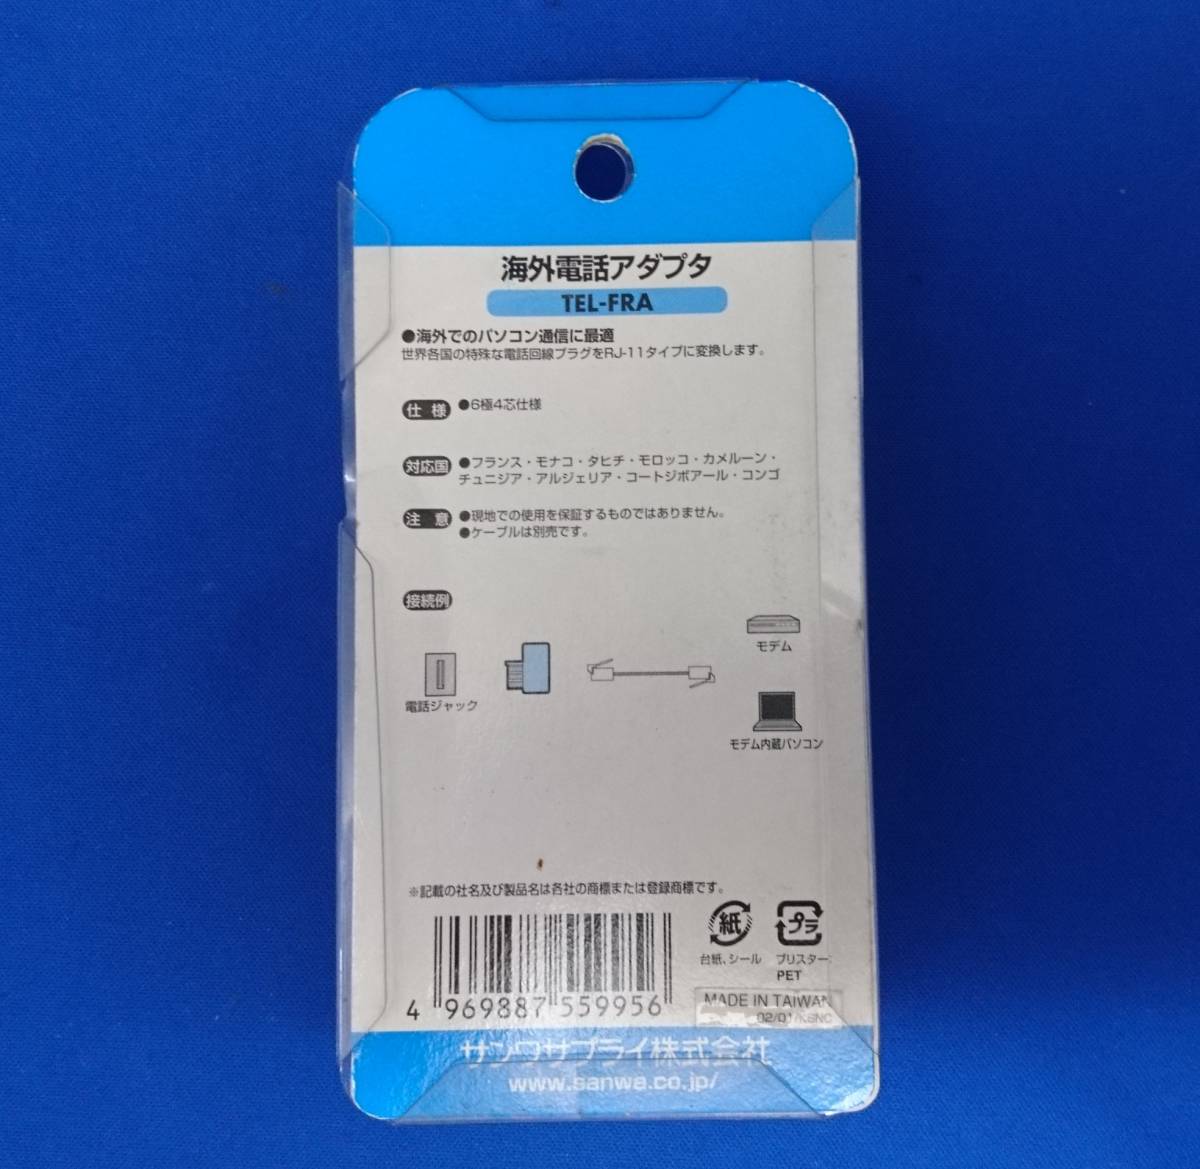 海外電話アダプタ
TEL-FRA
●海外でのパソコン通信に最適
世界各国の特殊な電話回線プラグをRJ-11タイプに変換します。
仕様 ●6極4芯仕様
対応国 ●フランス・モナコ・タヒチ・モロッコ・カメルーン・
チュニジア・アルジェリア・コートジボアール・コンゴ
注意 ●現地での使用を保証するものではありません。
●ケーブルは別売です。
接続例
モデム
電話ジャック
モデム内蔵パソコン
※記載の社名及び製品名は各社の商標または登録商標です。
紙 プラ
台紙、シール ブリスター:
PET
4 969887 559956
MADE IN TAIWAN
02/01/KSNC
サンワサプライ株式会社
www.sanwa.co.jp/